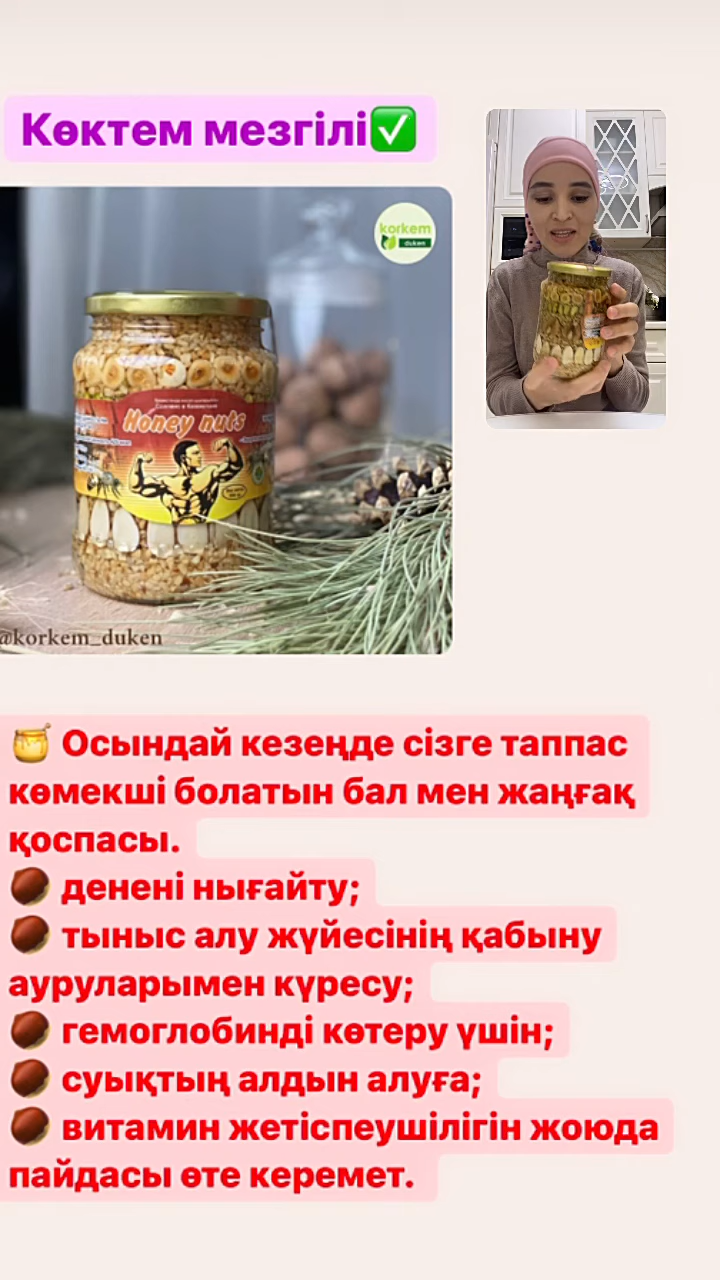 Көктем мезгілі✅
korkem
duken
Honey nuts
@korkem_duken
🍯 Осындай кезеңде сізге таппас
көмекші болатын бал мен жаңғақ
қоспасы.
🌰 денені нығайту;
🌰 тыныс алу жүйесінің қабыну
ауруларымен күресу;
🌰 гемоглобинді көтеру үшін;
🌰 суықтың алдын алуға;
🌰 витамин жетіспеушілігін жоюда
пайдасы өте керемет.